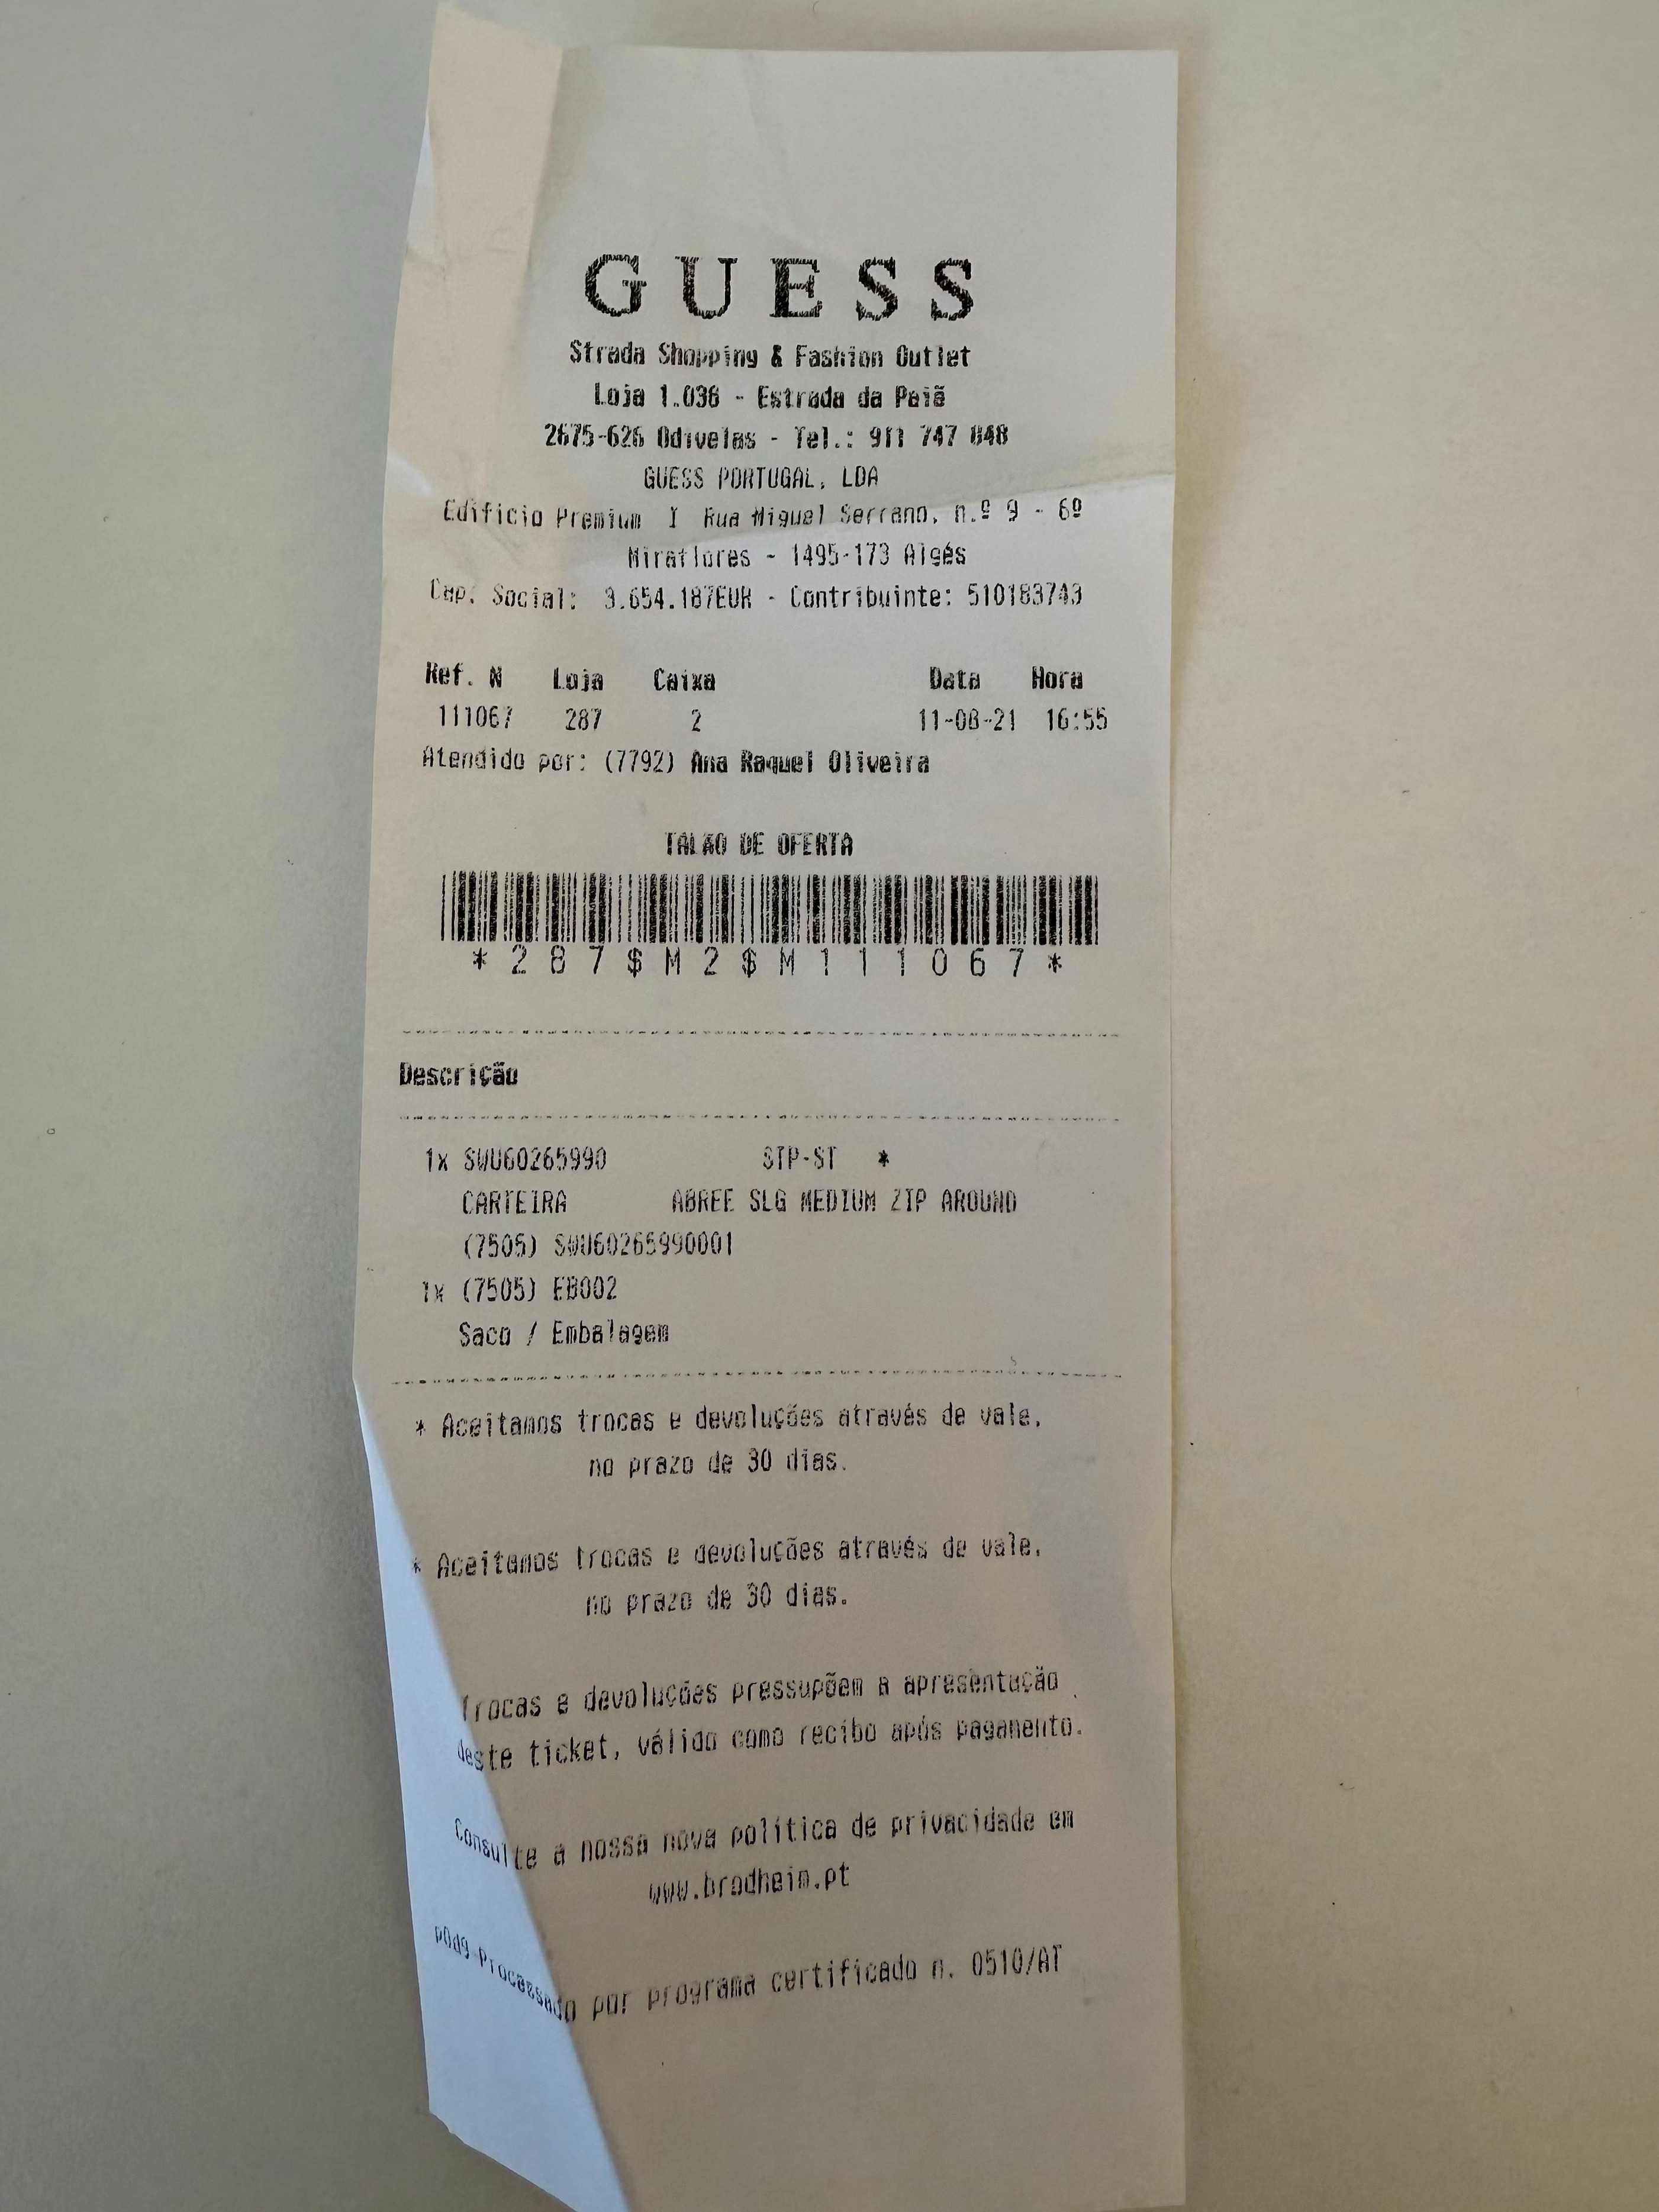 GUESS
Strada Shopping & Fashion Outlet
Loja 1.036 - Estrada da Paiã
2675-626 Odivelas - Tel.: 911 747 848
GUESS PORTUGAL, LDA
Edificio Premium I Rua Miguel Serrano, n.º 9 - 6º
Miraflores - 1495-173 Algés
Cap. Social: 3.654.187EUR - Contribuinte: 510183743
Ref. N Loja Caixa Data Hora
111067 287 2 11-08-21 16:55
Atendido por: (7792) Ana Raquel Oliveira
TALÃO DE OFERTA
*287$M2$M111067*
Descrição
1x SWU60265990 STP-ST *
CARTEIRA ABREE SLG MEDIUM ZIP AROUND
(7505) SWU60265990001
1x (7505) EB002
Saco / Embalagem
* Aceitamos trocas e devoluções através de vale,
no prazo de 30 dias.
* Aceitamos trocas e devoluções através de vale,
no prazo de 30 dias.
Trocas e devoluções pressupõem a apresentação
deste ticket, válido como recibo após pagamento.
Consulte a nossa nova política de privacidade em
www.brodheim.pt
Processado por programa certificado n. 0510/AT